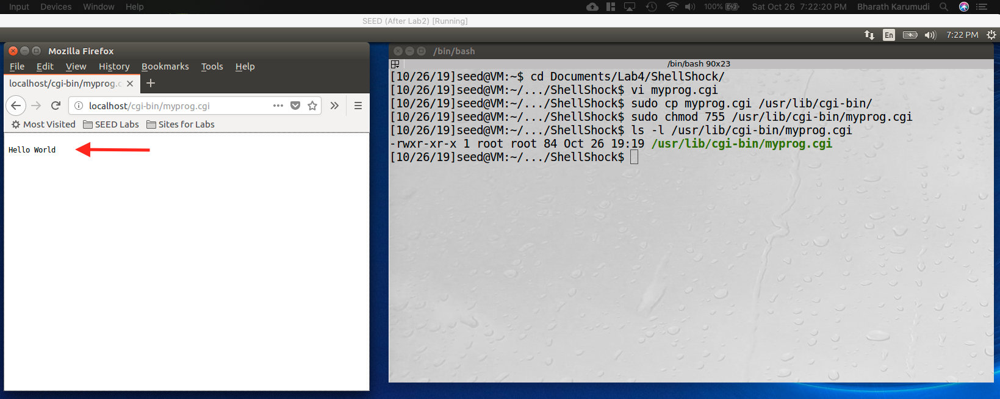 Input Devices Window Help 100% Sat Oct 26 7:22:20 PM Bharath Karumudi
SEED (After Lab2) [Running]
En 7:22 PM
Mozilla Firefox
File Edit View History Bookmarks Tools Help
localhost/cgi-bin/myprog.c
localhost/cgi-bin/myprog.cgi
Most Visited SEED Labs Sites for Labs
Hello World
/bin/bash
/bin/bash 90x23
[10/26/19]seed@VM:~$ cd Documents/Lab4/ShellShock/
[10/26/19]seed@VM:~/.../ShellShock$ vi myprog.cgi
[10/26/19]seed@VM:~/.../ShellShock$ sudo cp myprog.cgi /usr/lib/cgi-bin/
[10/26/19]seed@VM:~/.../ShellShock$ sudo chmod 755 /usr/lib/cgi-bin/myprog.cgi
[10/26/19]seed@VM:~/.../ShellShock$ ls -l /usr/lib/cgi-bin/myprog.cgi
-rwxr-xr-x 1 root root 84 Oct 26 19:19 /usr/lib/cgi-bin/myprog.cgi
[10/26/19]seed@VM:~/.../ShellShock$